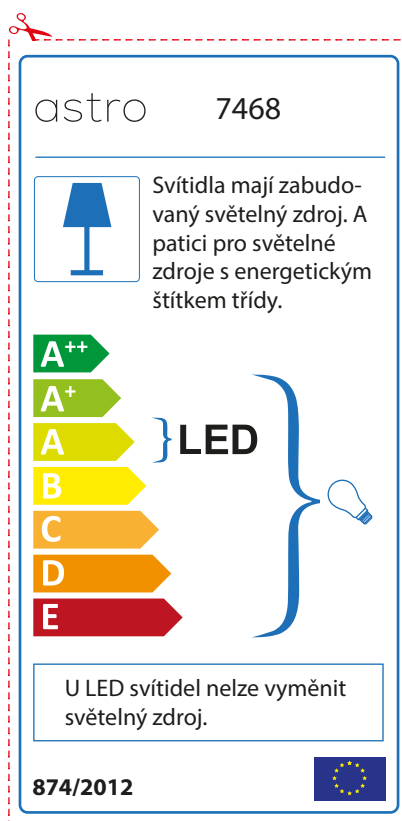 astro 7468
Svítidla mají zabudo-
vaný světelný zdroj. A
patici pro světelné
zdroje s energetickým
štítkem třídy.
A++
A+
A
LED
B
C
D
E
U LED svítidel nelze vyměnit
světelný zdroj.
874/2012